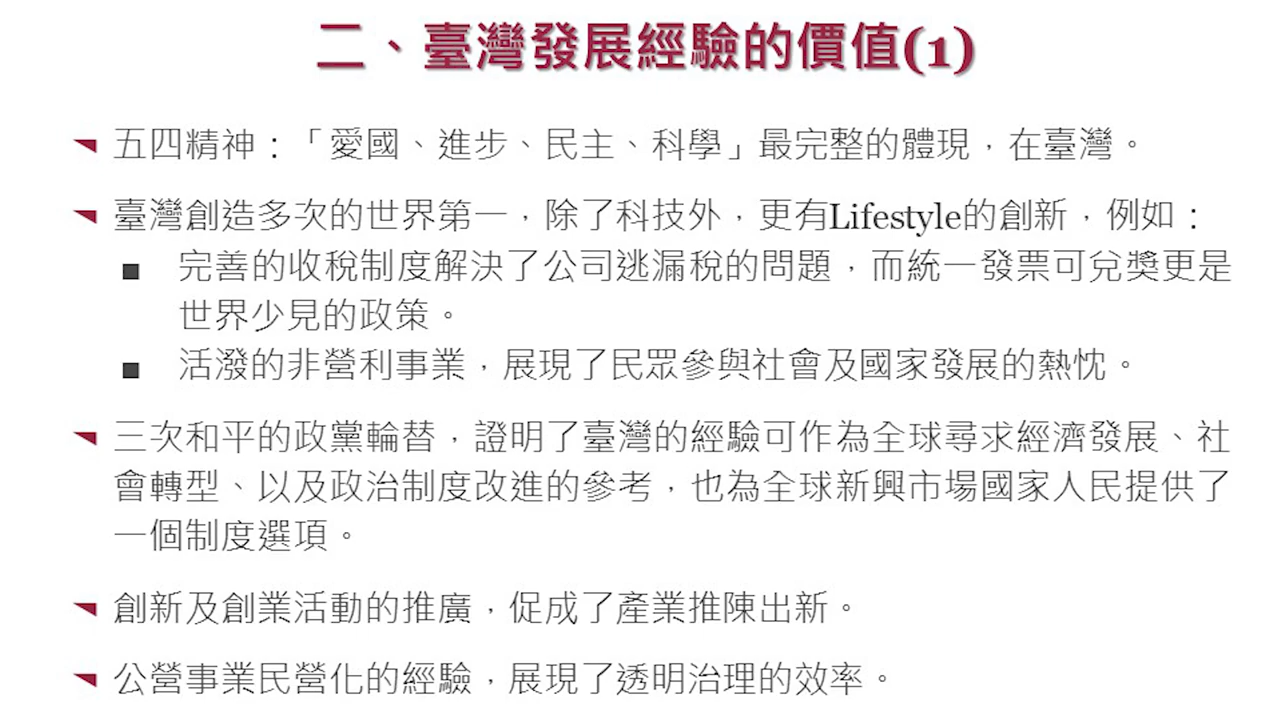 二、臺灣發展經驗的價值(1)
五四精神：「愛國、進步、民主、科學」最完整的體現，在臺灣。
臺灣創造多次的世界第一，除了科技外，更有Lifestyle的創新，例如：
完善的收稅制度解決了公司逃漏稅的問題，而統一發票可兌獎更是
世界少見的政策。
活潑的非營利事業，展現了民眾參與社會及國家發展的熱忱。
三次和平的政黨輪替，證明了臺灣的經驗可作為全球尋求經濟發展、社
會轉型、以及政治制度改進的參考，也為全球新興市場國家人民提供了
一個制度選項。
創新及創業活動的推廣，促成了產業推陳出新。
公營事業民營化的經驗，展現了透明治理的效率。